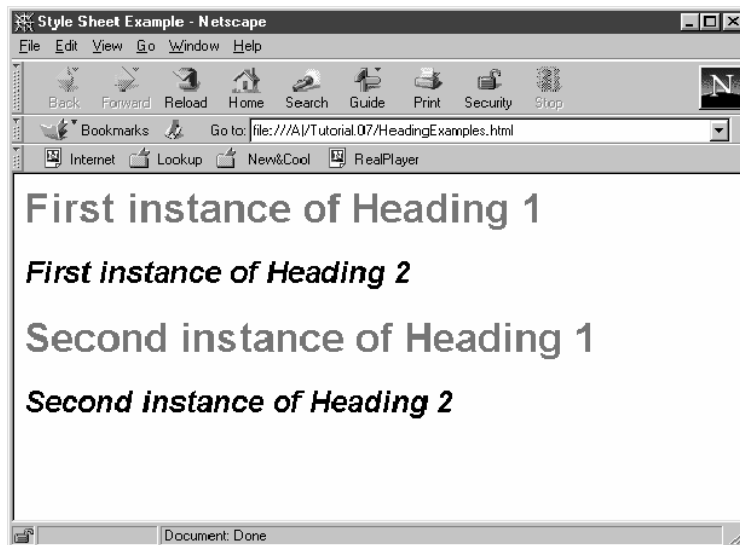 Style Sheet Example - Netscape
File Edit View Go Window Help
Back Forward Reload Home Search Guide Print Security Stop
N
Bookmarks Go to: file:///A|/Tutorial.07/HeadingExamples.html
Internet Lookup New&Cool RealPlayer
First instance of Heading 1
First instance of Heading 2
Second instance of Heading 1
Second instance of Heading 2
Document: Done